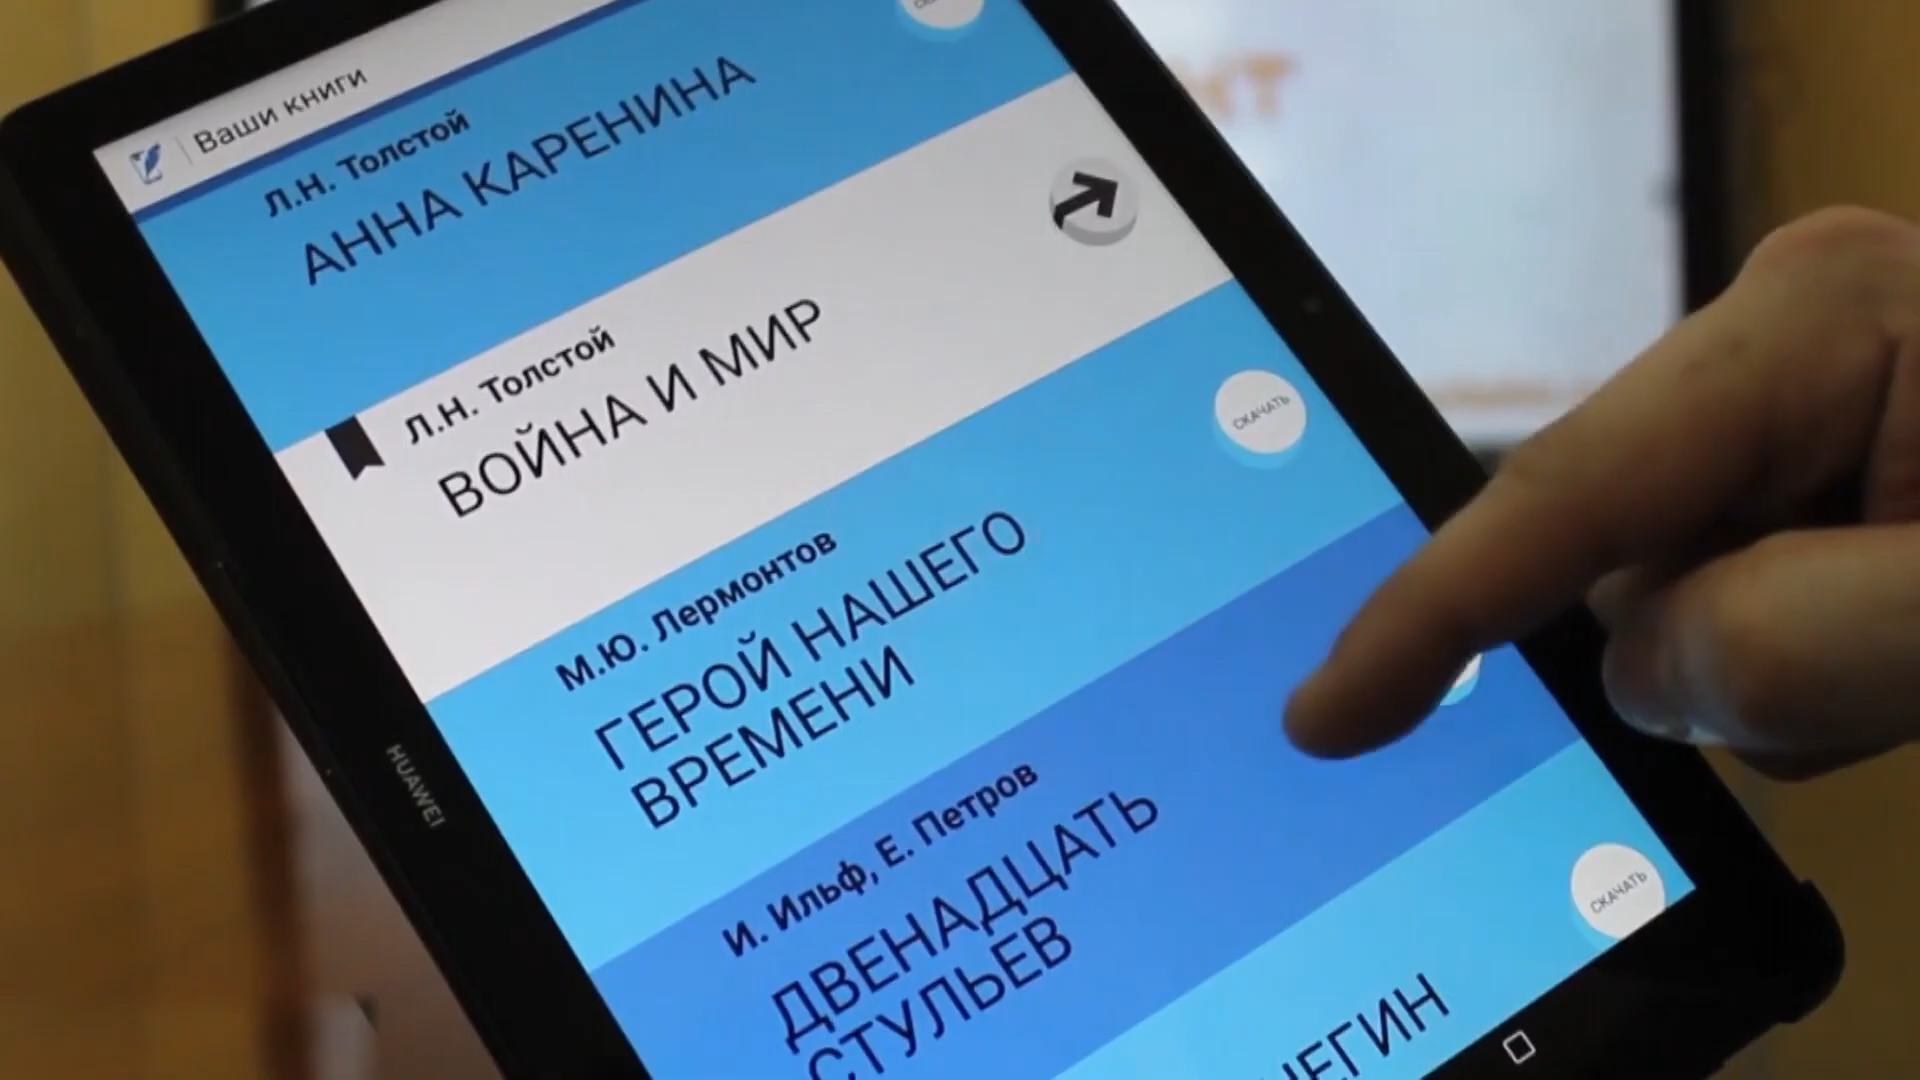 Ваши книги
Л.Н. Толстой
АННА КАРЕНИНА
Л.Н. Толстой
ВОЙНА И МИР
М.Ю. Лермонтов
ГЕРОЙ НАШЕГО
ВРЕМЕНИ
СКАЧАТЬ
И. Ильф, Е. Петров
ДВЕНАДЦАТЬ
СТУЛЬЕВ
СКАЧАТЬ
НЕГИН
HUAWEI